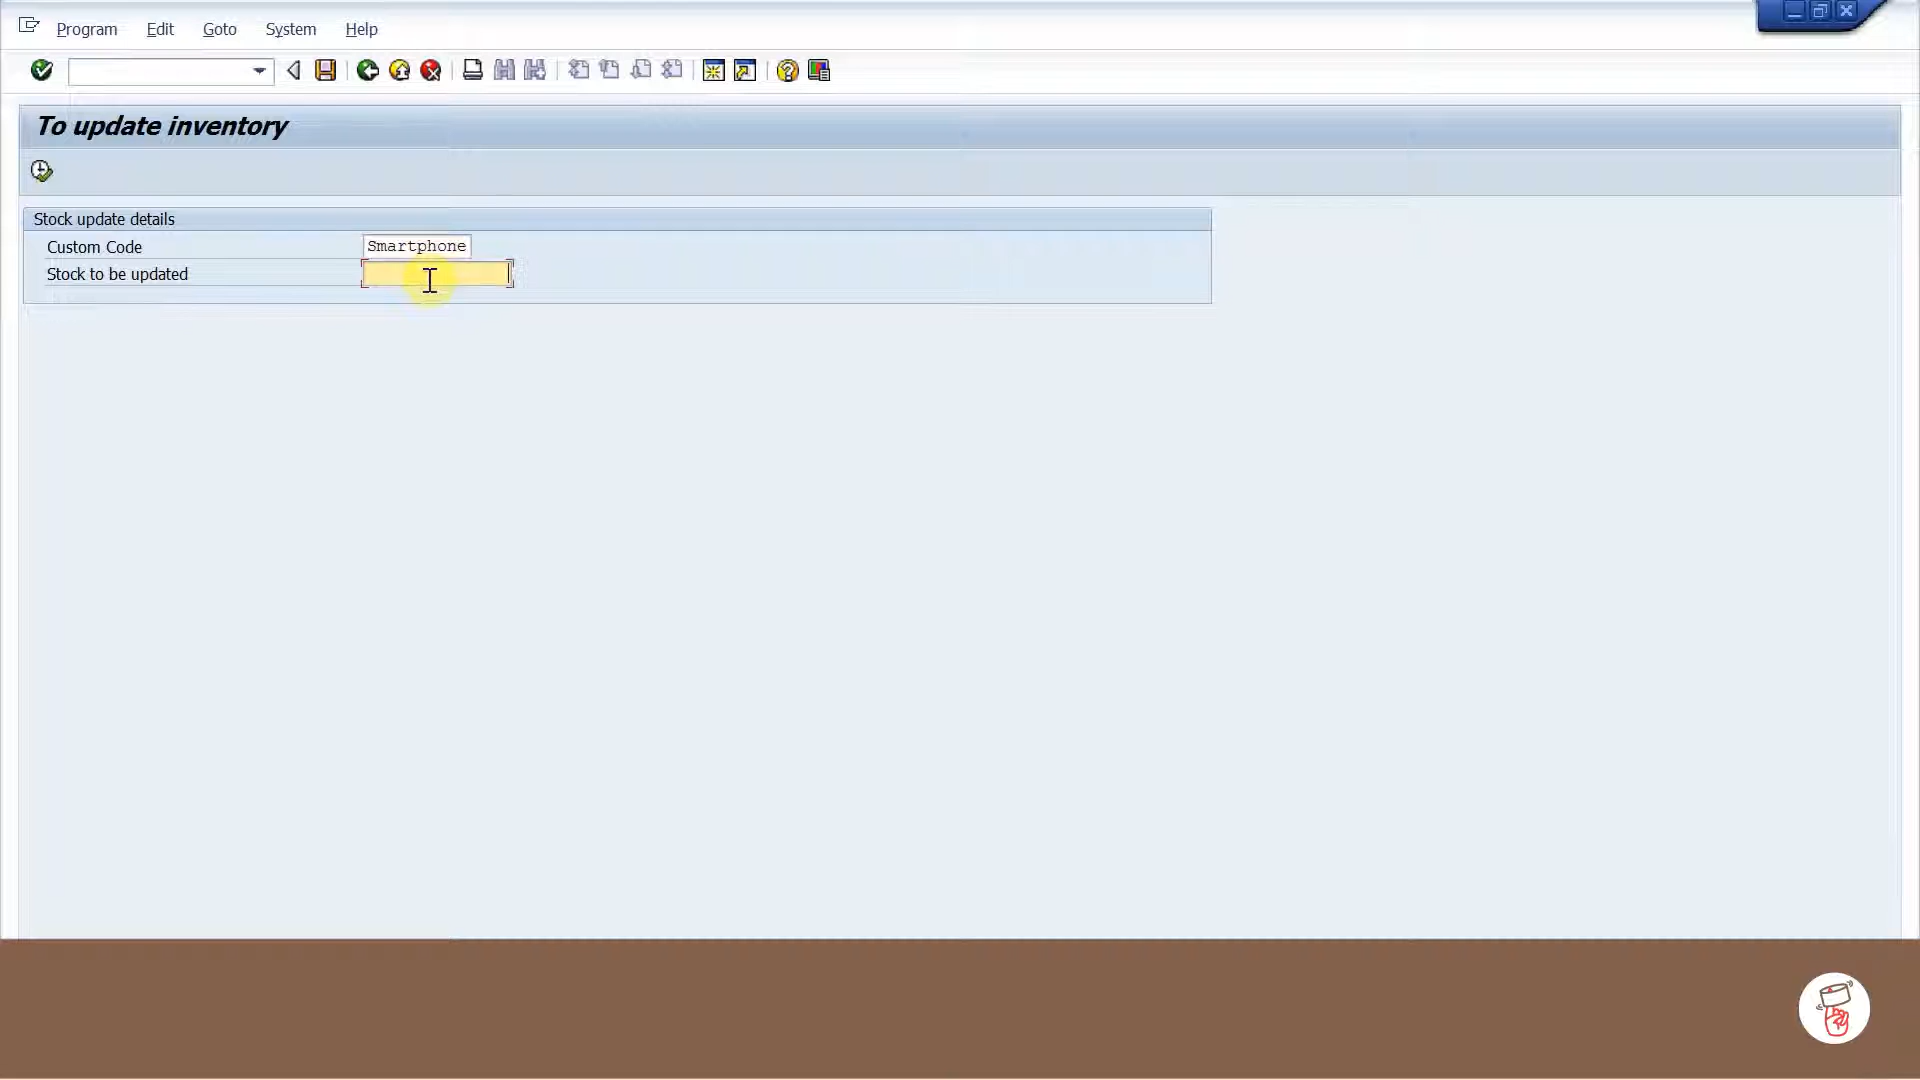 Program Edit Goto System Help
To update inventory
Stock update details
Custom Code Smartphone
Stock to be updated